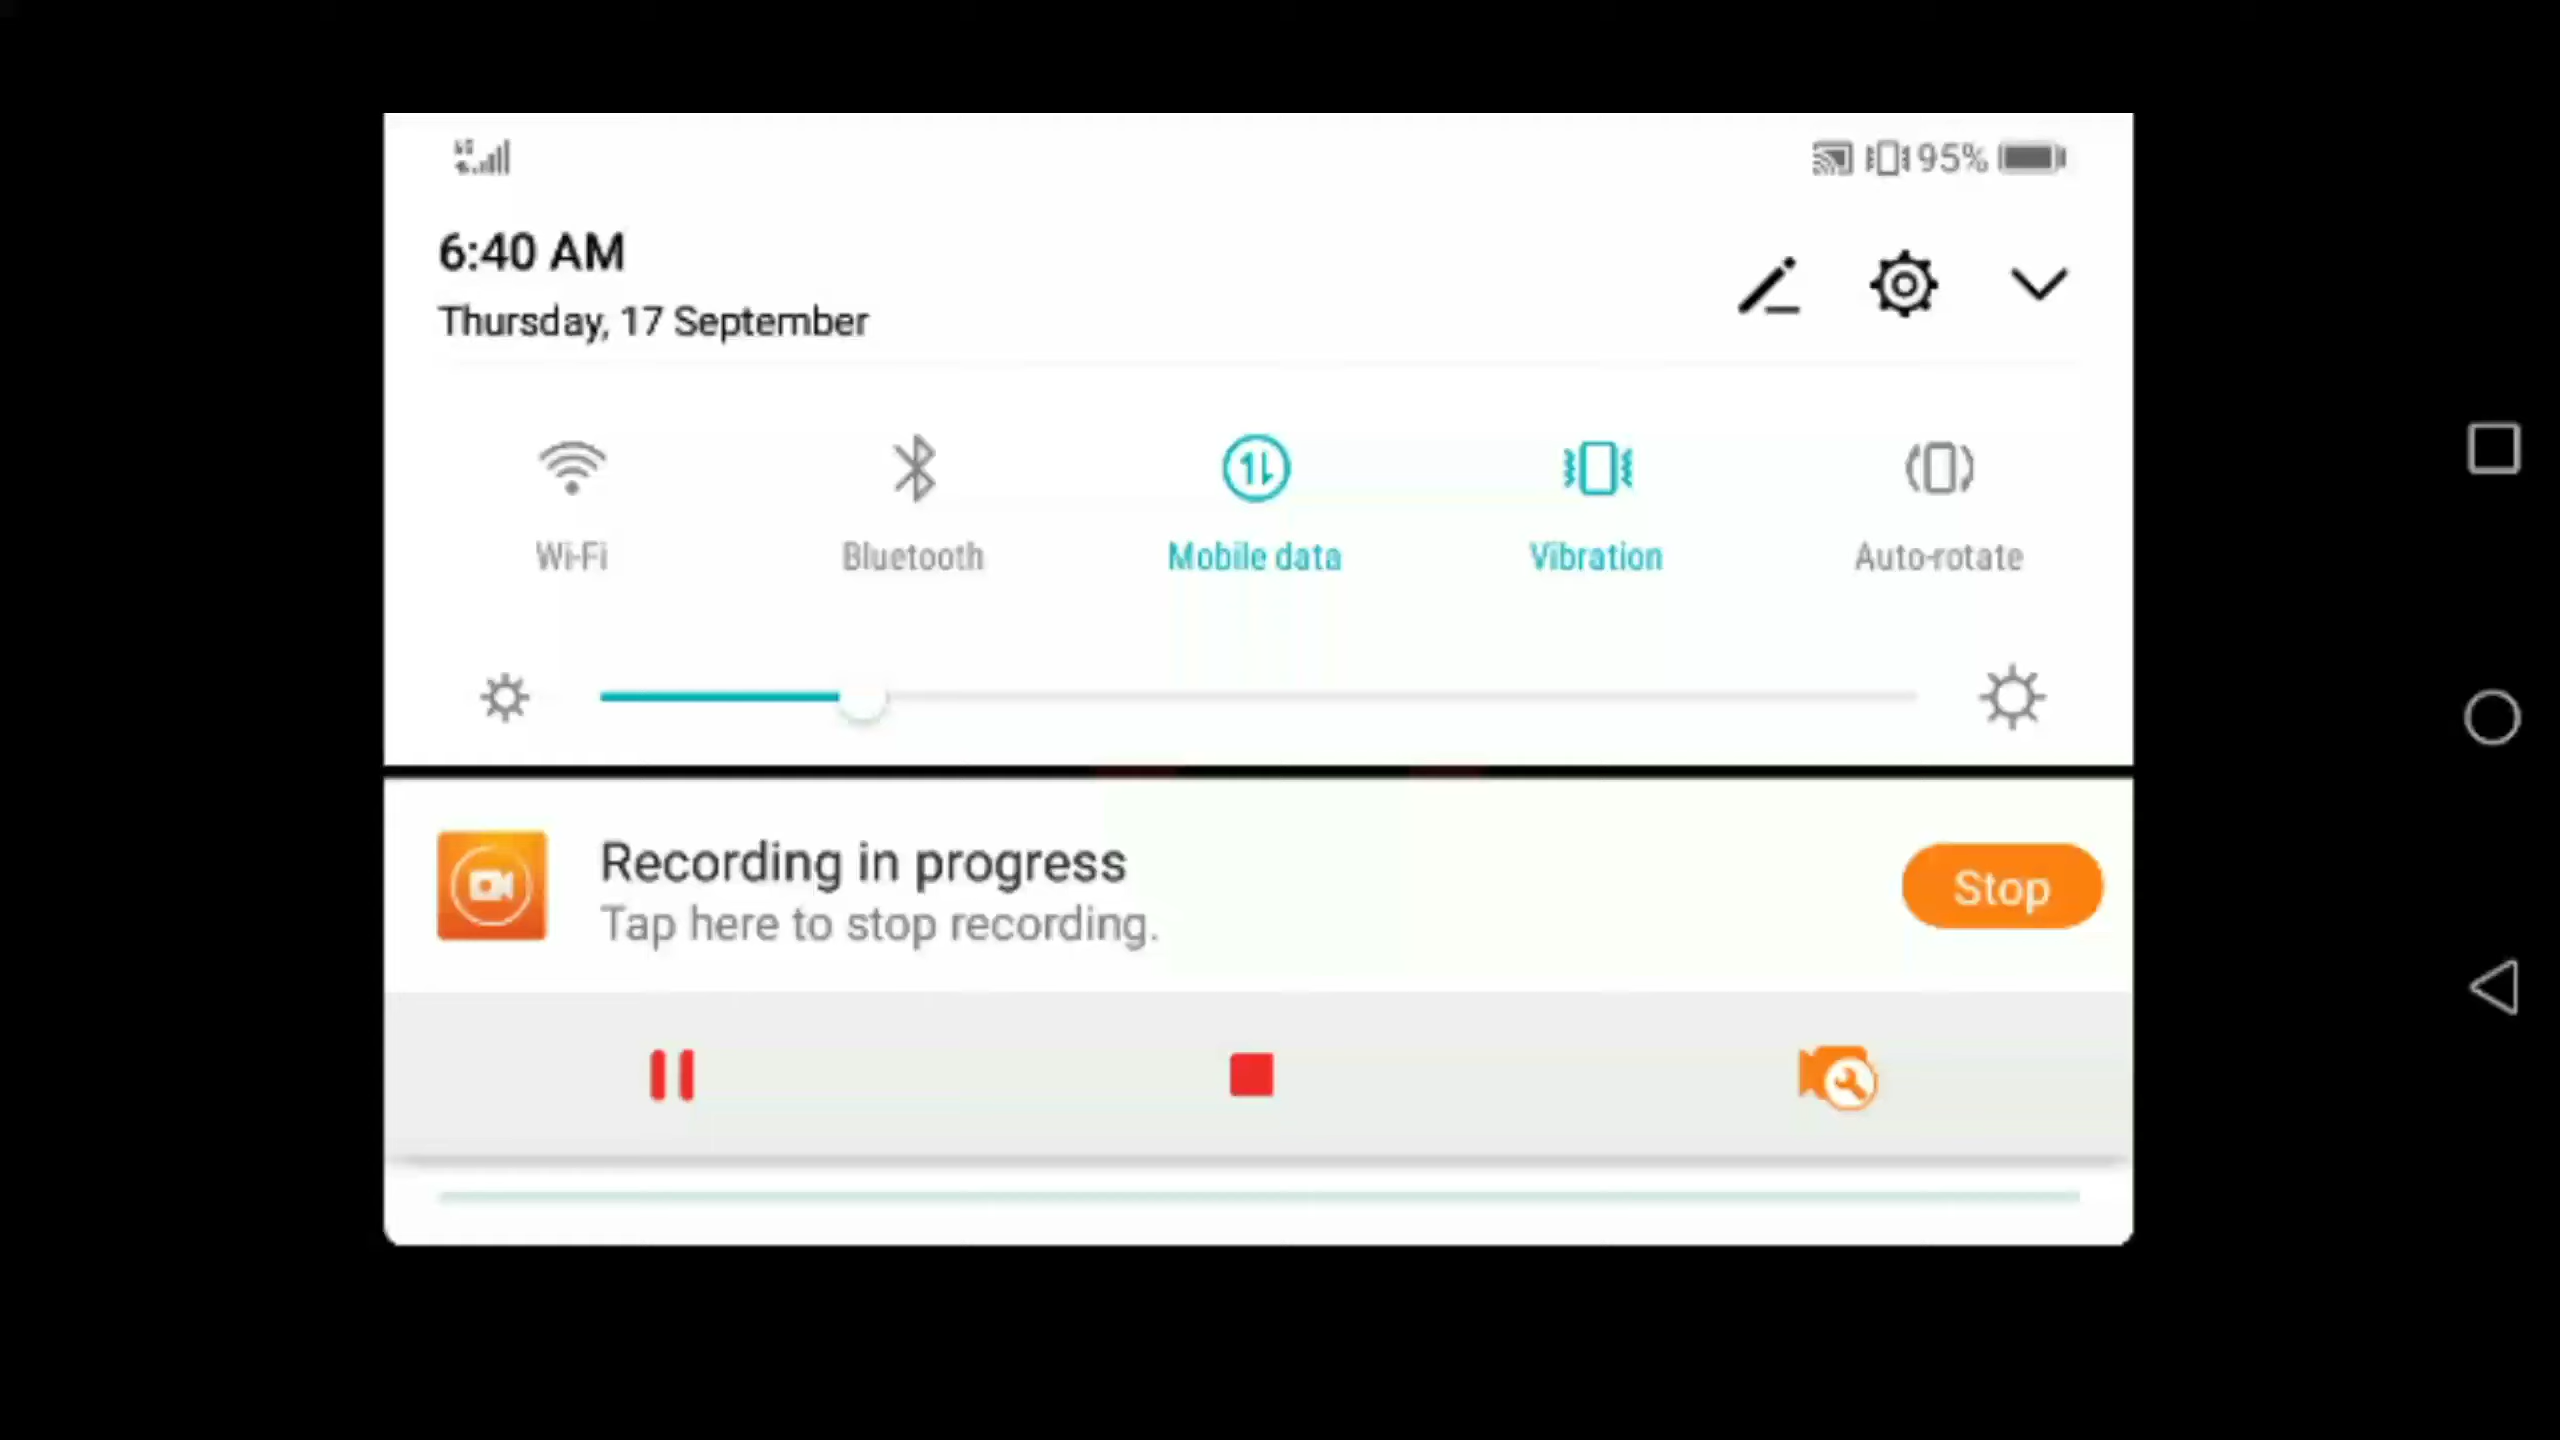 95%
6:40 AM
Thursday, 17 September
Wi-Fi
Bluetooth
Mobile data
Vibration
Auto-rotate
Recording in progress
Tap here to stop recording.
Stop